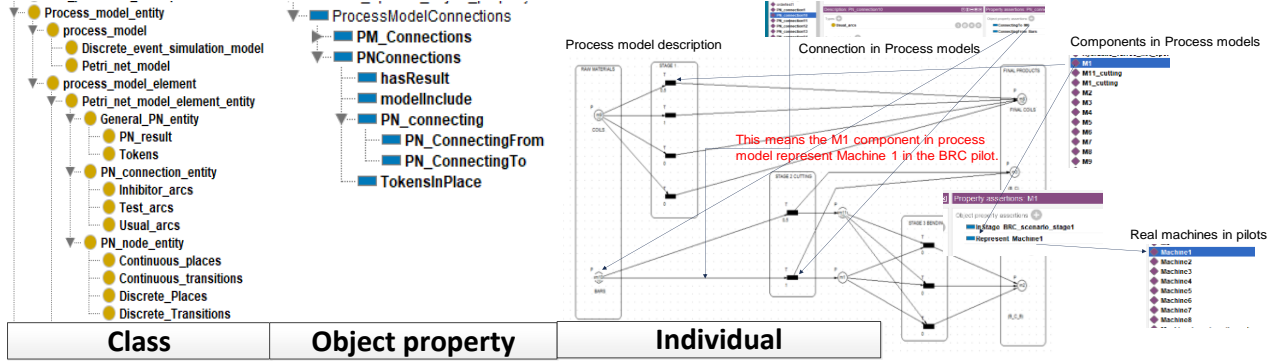 Process_model_entity
process_model
Discrete_event_simulation_model
Petri_net_model
process_model_element
Petri_net_model_element_entity
General_PN_entity
PN_result
Tokens
PN_connection_entity
Inhibitor_arcs
Test_arcs
Usual_arcs
PN_node_entity
Continuous_places
Continuous_transitions
Discrete_Places
Discrete_Transitions
Class
ProcessModelConnections
PM_Connections
PNConnections
hasResult
modelInclude
PN_connecting
PN_ConnectingFrom
PN_ConnectingTo
TokensInPlace
Object property
Process model description
Connection in Process models
Components in Process models
RAW MATERIALS
STAGE 1
FINAL PRODUCTS
COILS
FINAL COILS
This means the M1 component in process
model represent Machine 1 in the BRC pilot.
STAGE 2 CUTTING
BARS
Property assertions: M1
Object property assertions
InStage BRC_scenario_stage1
Represent Machine1
M1
M11_cutting
M1_cutting
M2
M3
M4
M5
M6
M7
M8
M9
Real machines in pilots
Machine1
Machine2
Machine3
Machine4
Machine5
Machine6
Machine7
Machine8
Individual